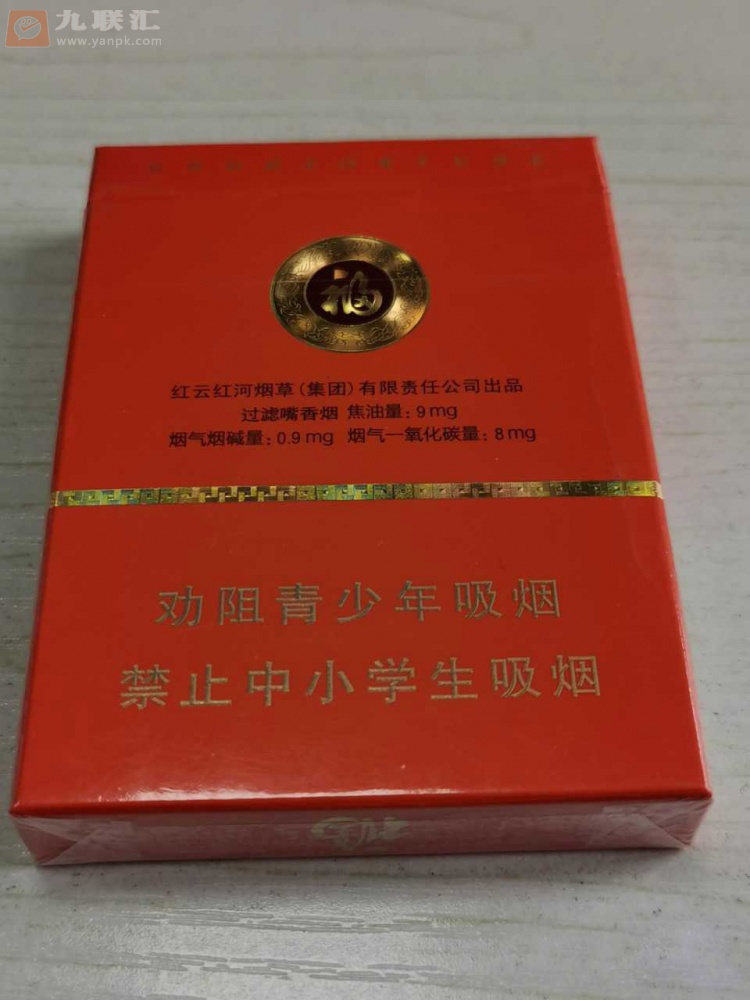 九联汇
www.yanpk.com
福
红云红河烟草(集团)有限责任公司出品
过滤嘴香烟 焦油量:9mg
烟气烟碱量:0.9mg 烟气一氧化碳量:8mg
劝阻青少年吸烟
禁止中小学生吸烟